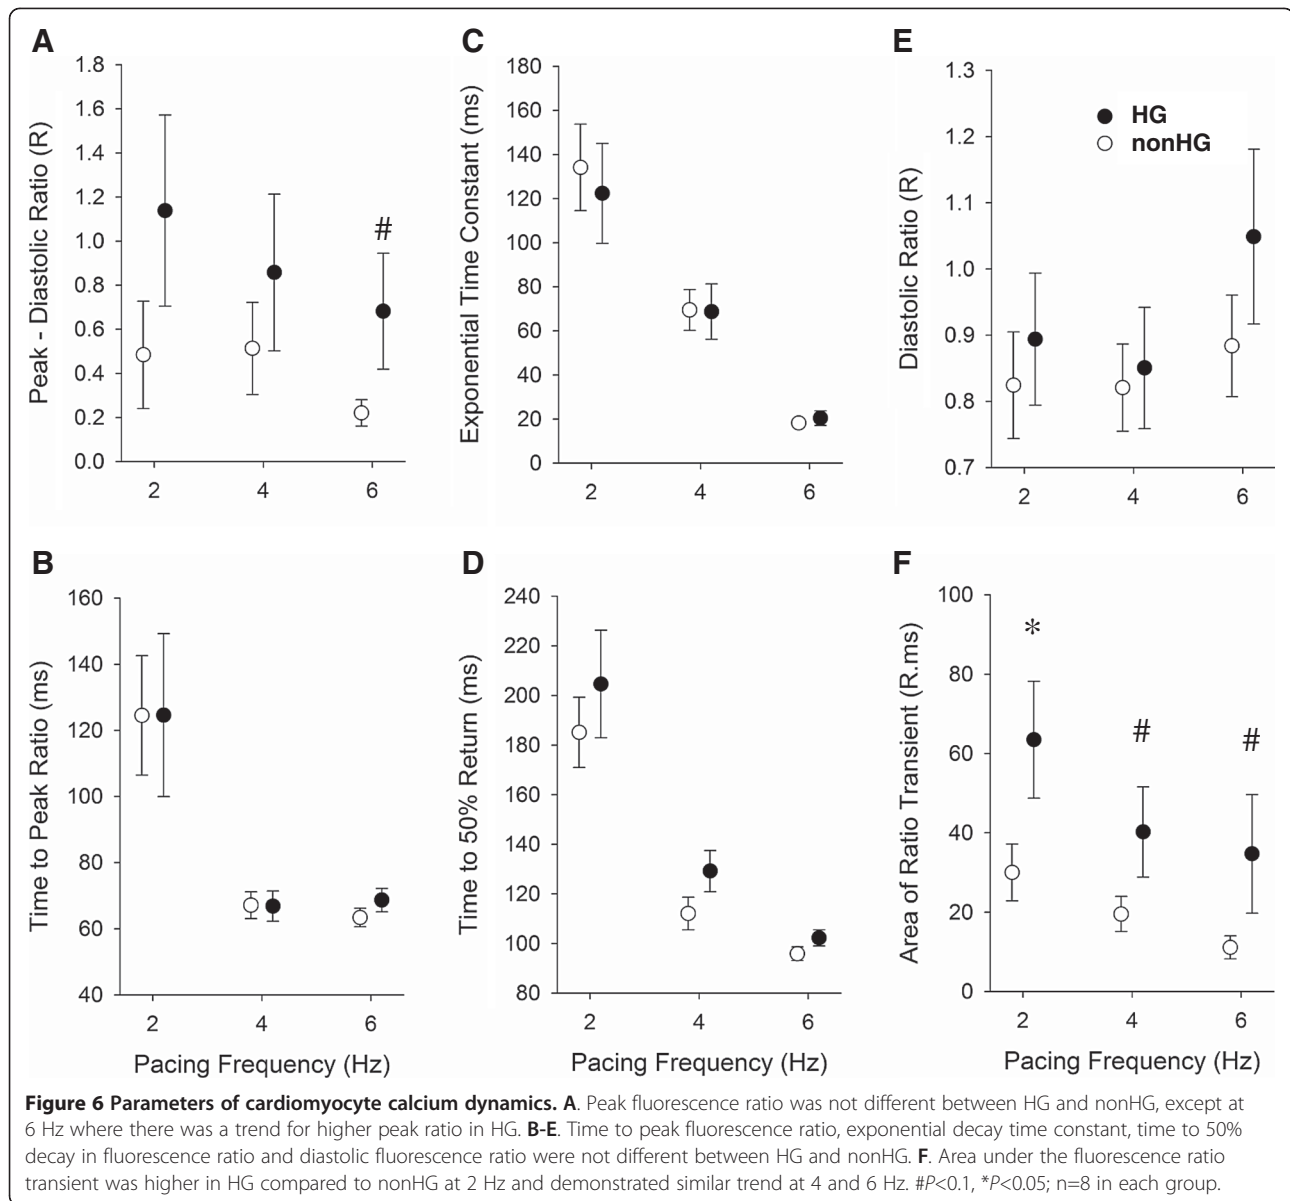 A
Peak - Diastolic Ratio (R)
1.8
1.6
1.4
1.2
1.0
0.8
0.6
0.4
0.2
0.0
#
2 4 6
C
Exponential Time Constant (ms)
180
160
140
120
100
80
60
40
20
0
2 4 6
E
Diastolic Ratio (R)
1.3
1.2
1.1
1.0
0.9
0.8
0.7
HG
nonHG
2 4 6
B
Time to Peak Ratio (ms)
160
140
120
100
80
60
40
2 4 6
Pacing Frequency (Hz)
D
Time to 50% Return (ms)
240
220
200
180
160
140
120
100
80
2 4 6
Pacing Frequency (Hz)
F
Area of Ratio Transient (R.ms)
100
80
60
40
20
0
* # #
2 4 6
Pacing Frequency (Hz)
Figure 6 Parameters of cardiomyocyte calcium dynamics. A. Peak fluorescence ratio was not different between HG and nonHG, except at
6 Hz where there was a trend for higher peak ratio in HG. B-E. Time to peak fluorescence ratio, exponential decay time constant, time to 50%
decay in fluorescence ratio and diastolic fluorescence ratio were not different between HG and nonHG. F. Area under the fluorescence ratio
transient was higher in HG compared to nonHG at 2 Hz and demonstrated similar trend at 4 and 6 Hz. #P<0.1, *P<0.05; n=8 in each group.